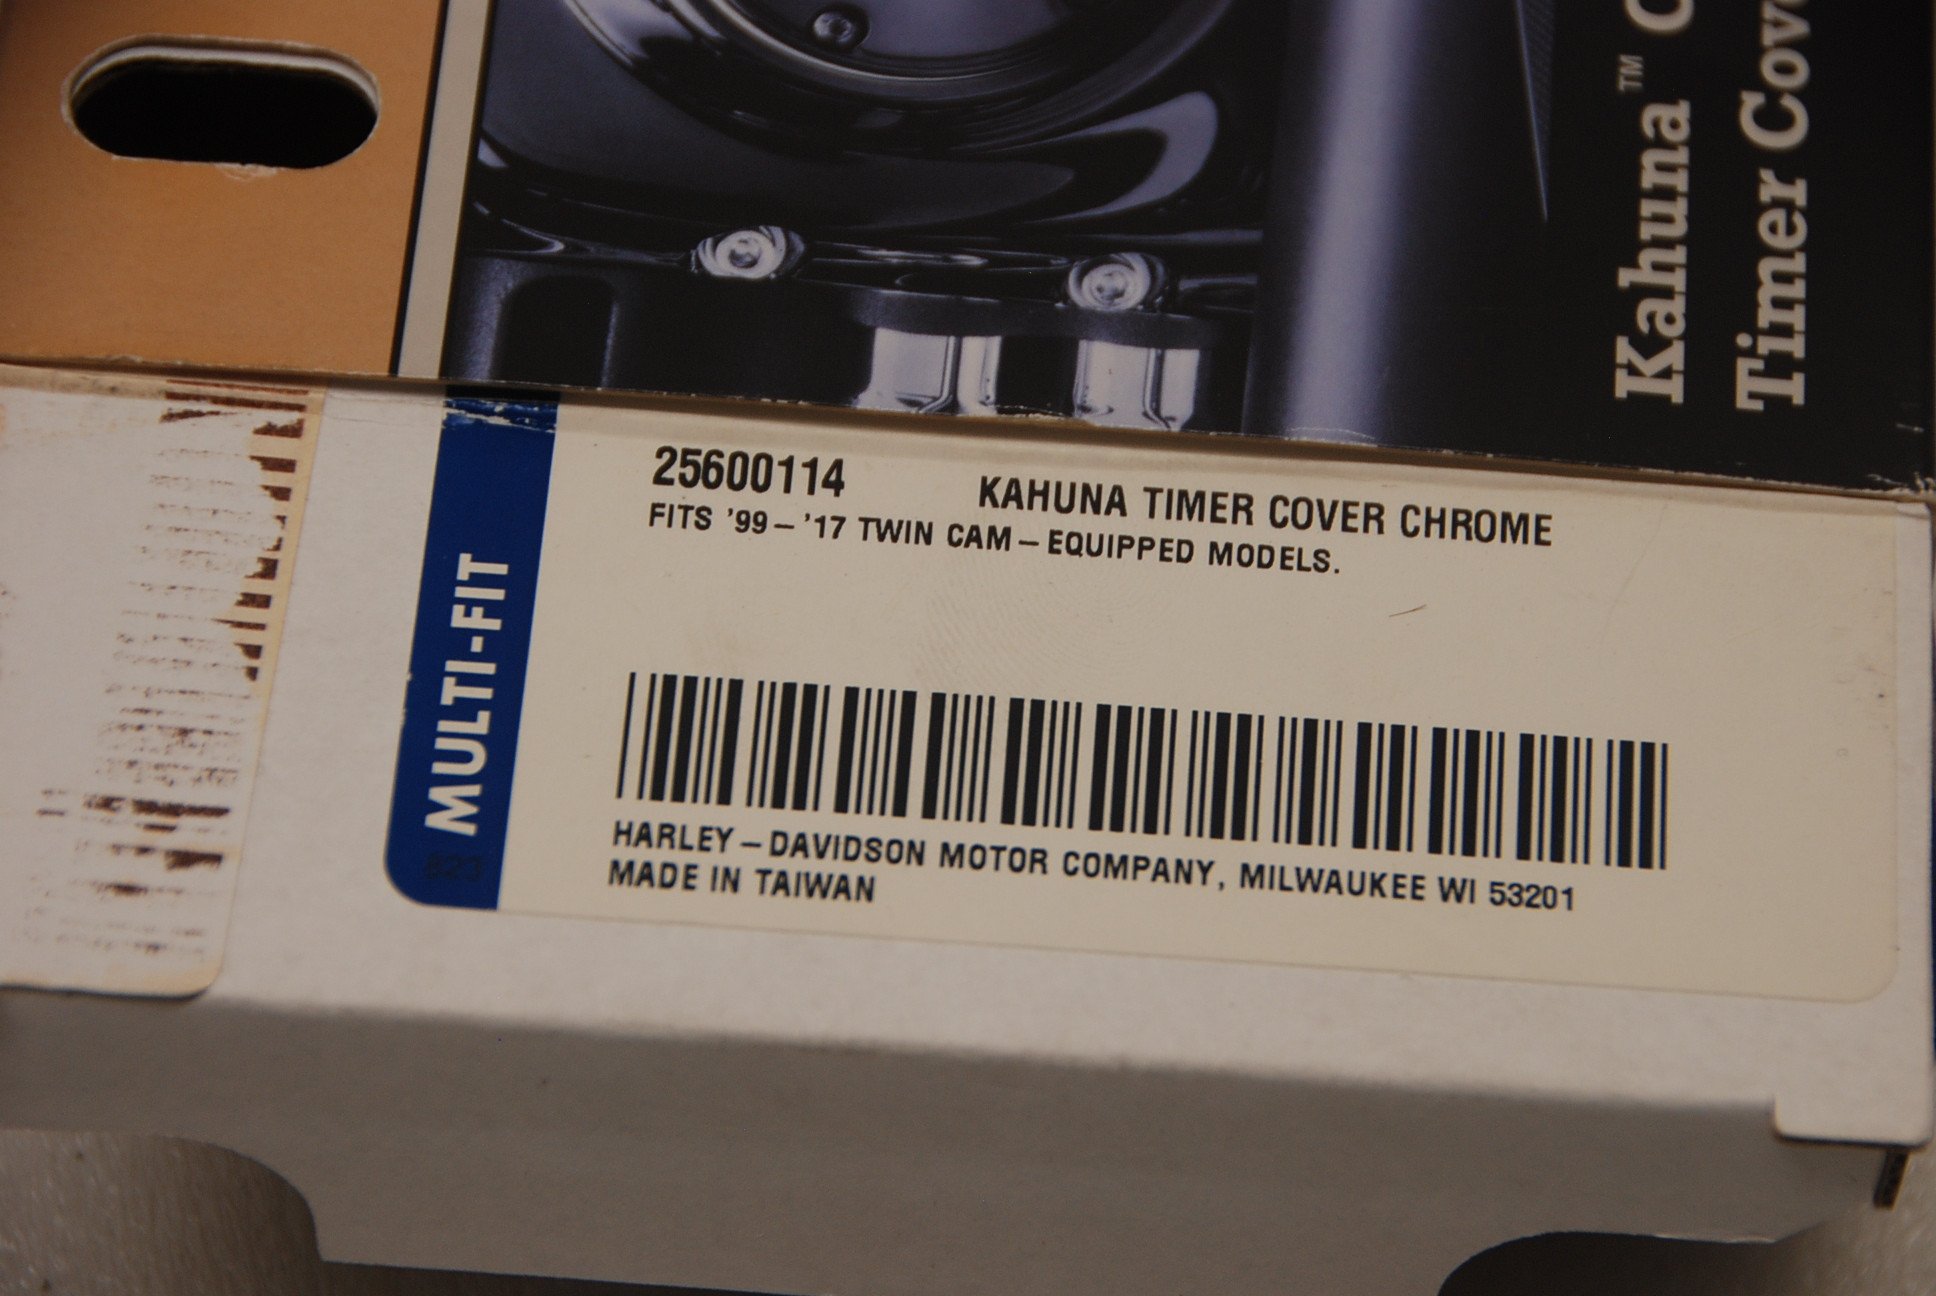 Kahuna™
Timer
25600114 KAHUNA TIMER COVER CHROME
FITS '99–'17 TWIN CAM–EQUIPPED MODELS.
MULTI-FIT
823
HARLEY–DAVIDSON MOTOR COMPANY, MILWAUKEE WI 53201
MADE IN TAIWAN